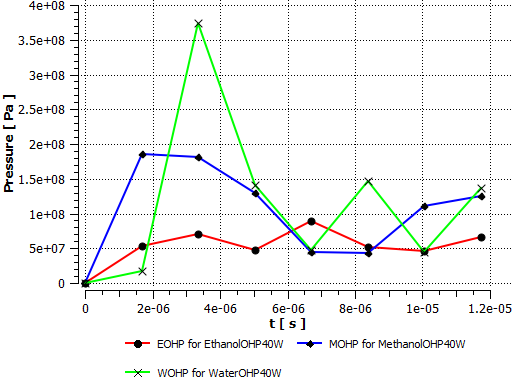 4e+08
3.5e+08
3e+08
2.5e+08
2e+08
1.5e+08
1e+08
5e+07
0
Pressure [ Pa ]
0 2e-06 4e-06 6e-06 8e-06 1e-05 1.2e-05
t [ s ]
EOHP for EthanolOHP40W MOHP for MethanolOHP40W
WOHP for WaterOHP40W